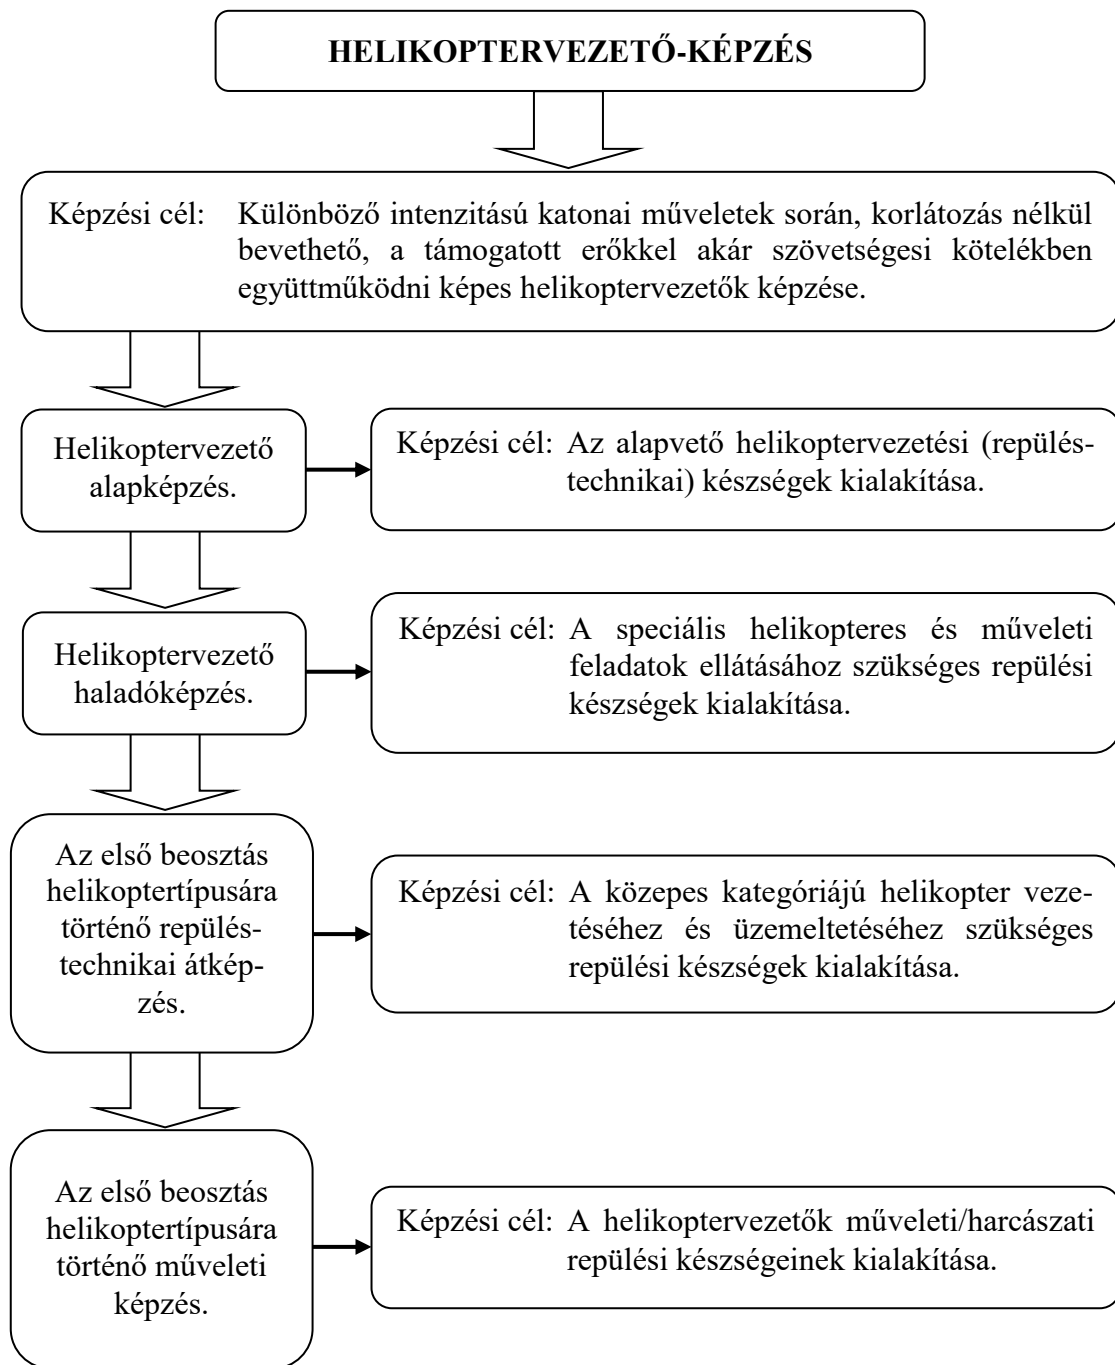 HELIKOPTERVEZETŐ-KÉPZÉS
Képzési cél: Különböző intenzitású katonai műveletek során, korlátozás nélkül
bevethető, a támogatott erőkkel akár szövetségesi kötelékben
együttműködni képes helikoptervezetők képzése.
Helikoptervezető
alapképzés.
Képzési cél: Az alapvető helikoptervezetési (repülés-
technikai) készségek kialakítása.
Helikoptervezető
haladóképzés.
Képzési cél: A speciális helikopteres és műveleti
feladatok ellátásához szükséges repülési
készségek kialakítása.
Az első beosztás
helikoptertípusára
történő repülés-
technikai átkép-
zés.
Képzési cél: A közepes kategóriájú helikopter veze-
téséhez és üzemeltetéséhez szükséges
repülési készségek kialakítása.
Az első beosztás
helikoptertípusára
történő műveleti
képzés.
Képzési cél: A helikoptervezetők műveleti/harcászati
repülési készségeinek kialakítása.